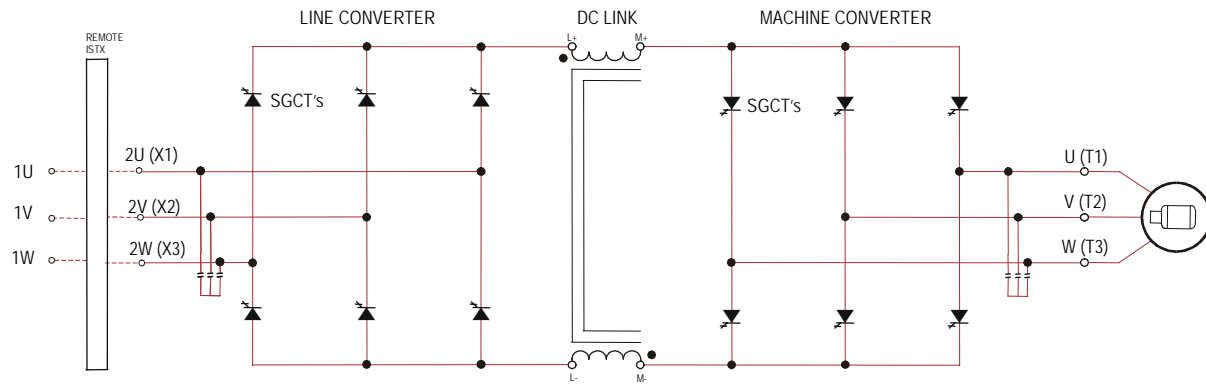 LINE CONVERTER
DC LINK
MACHINE CONVERTER
REMOTE
ISTX
L+
M+
SGCT's
SGCT's
2U (X1)
1U
U (T1)
2V (X2)
1V
V (T2)
2W (X3)
1W
W (T3)
L-
M-